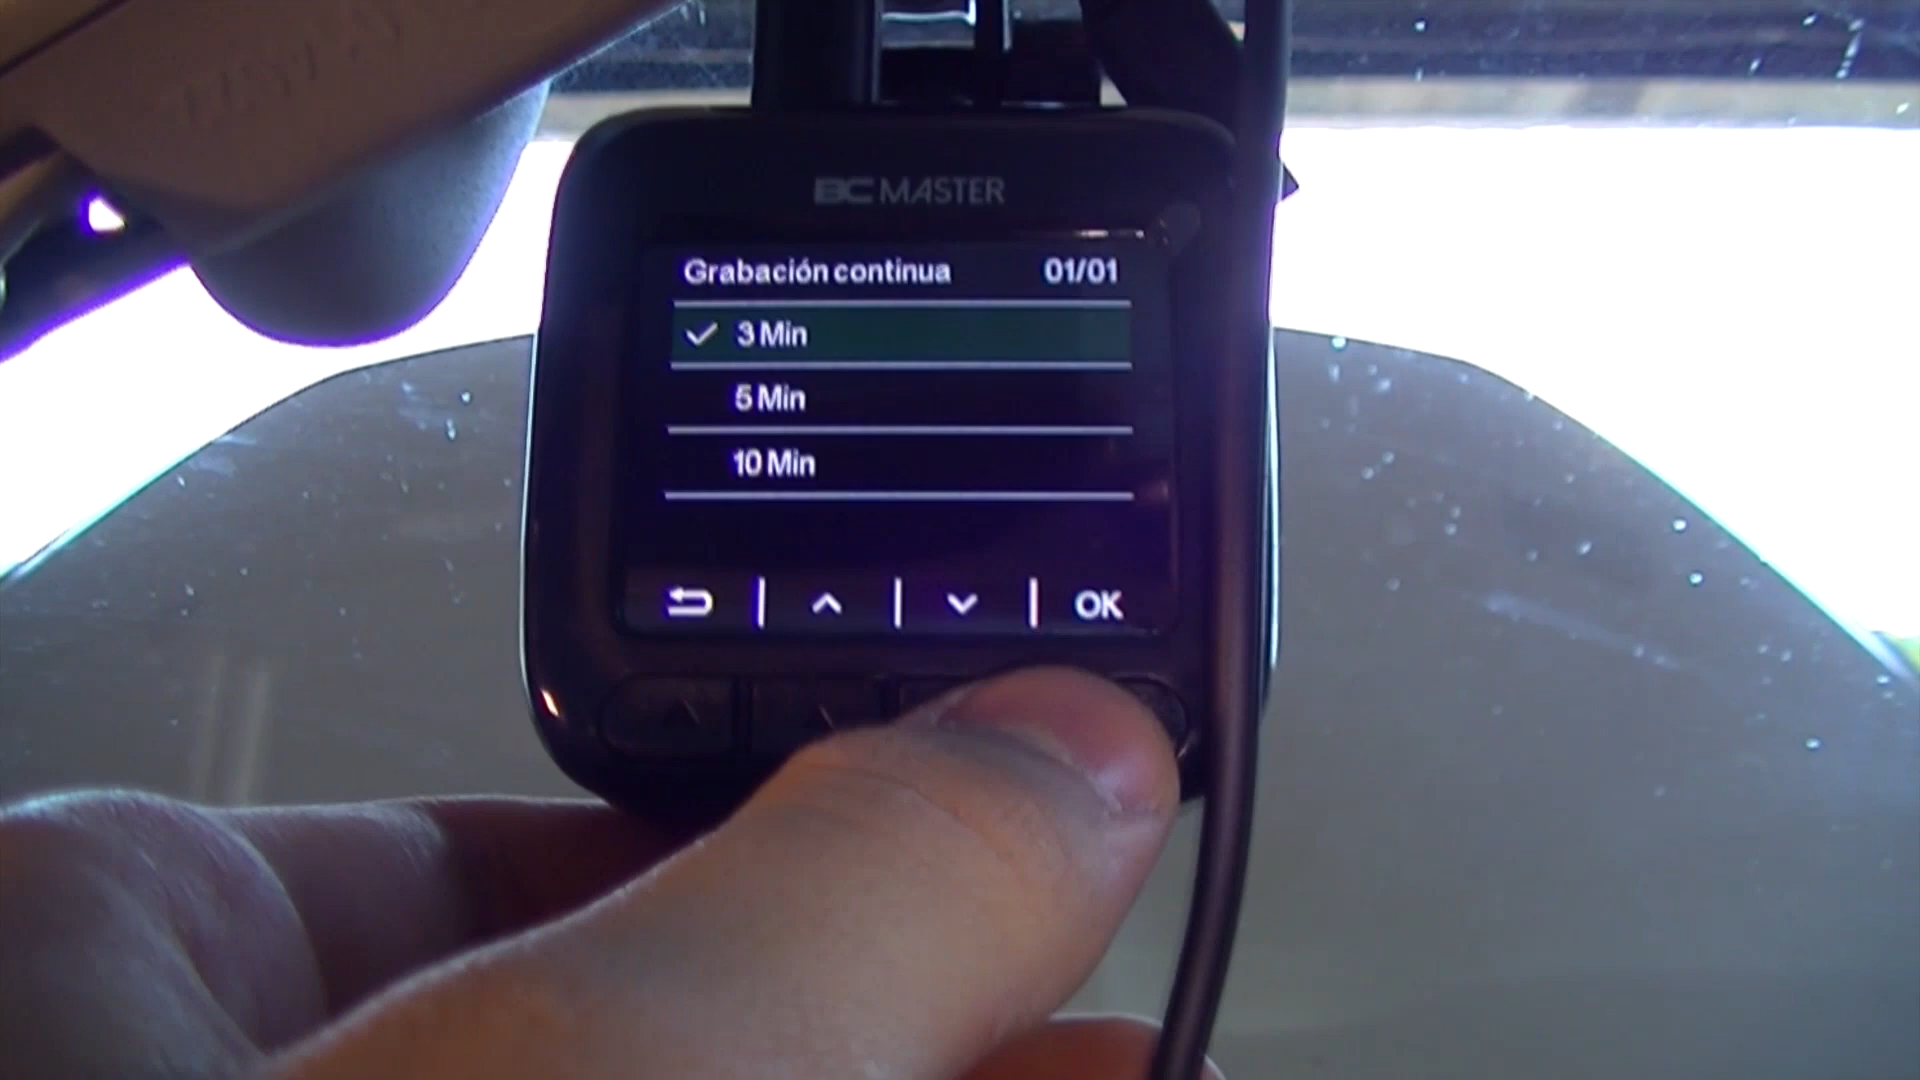 BC MASTER
Grabación continua 01/01
3 Min
5 Min
10 Min
OK